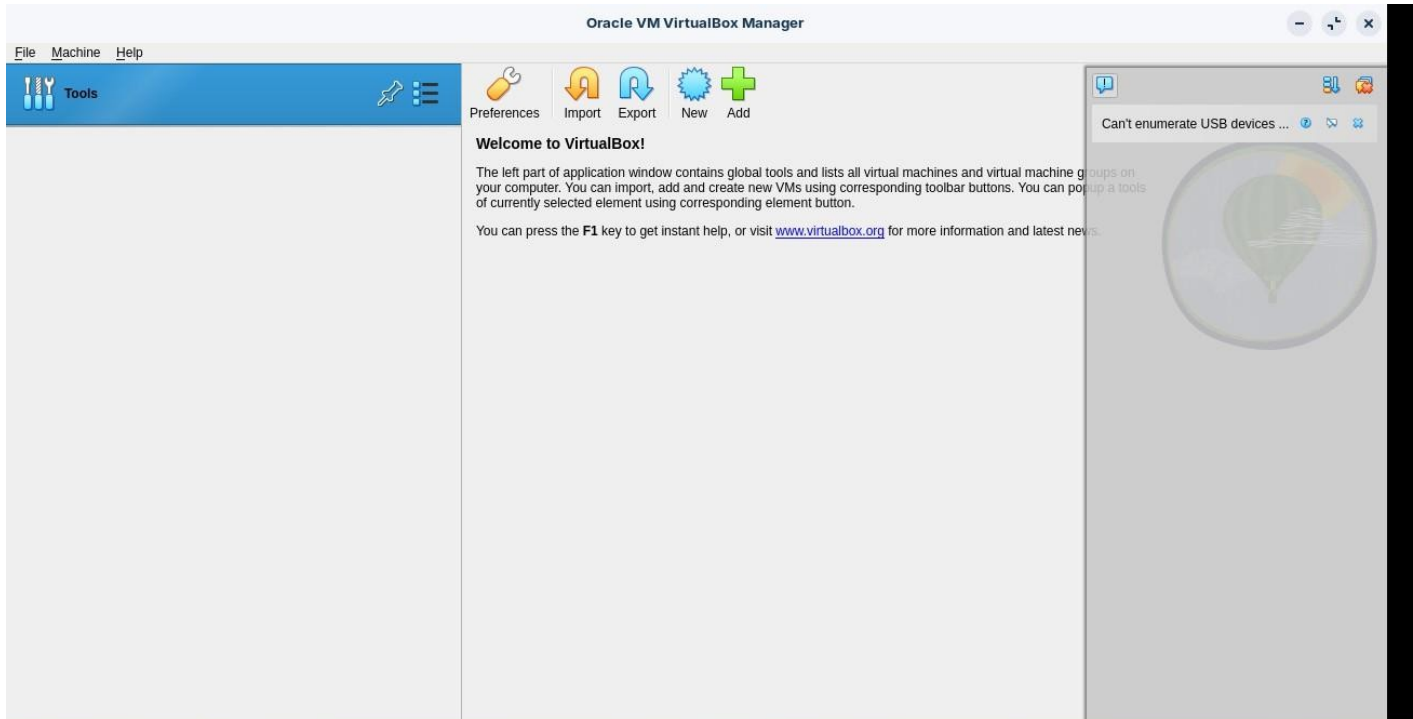 Oracle VM VirtualBox Manager
File Machine Help
Tools
Preferences Import Export New Add
Can't enumerate USB devices ...
Welcome to VirtualBox!
The left part of application window contains global tools and lists all virtual machines and virtual machine groups on
your computer. You can import, add and create new VMs using corresponding toolbar buttons. You can popup a tools
of currently selected element using corresponding element button.
You can press the F1 key to get instant help, or visit www.virtualbox.org for more information and latest news.